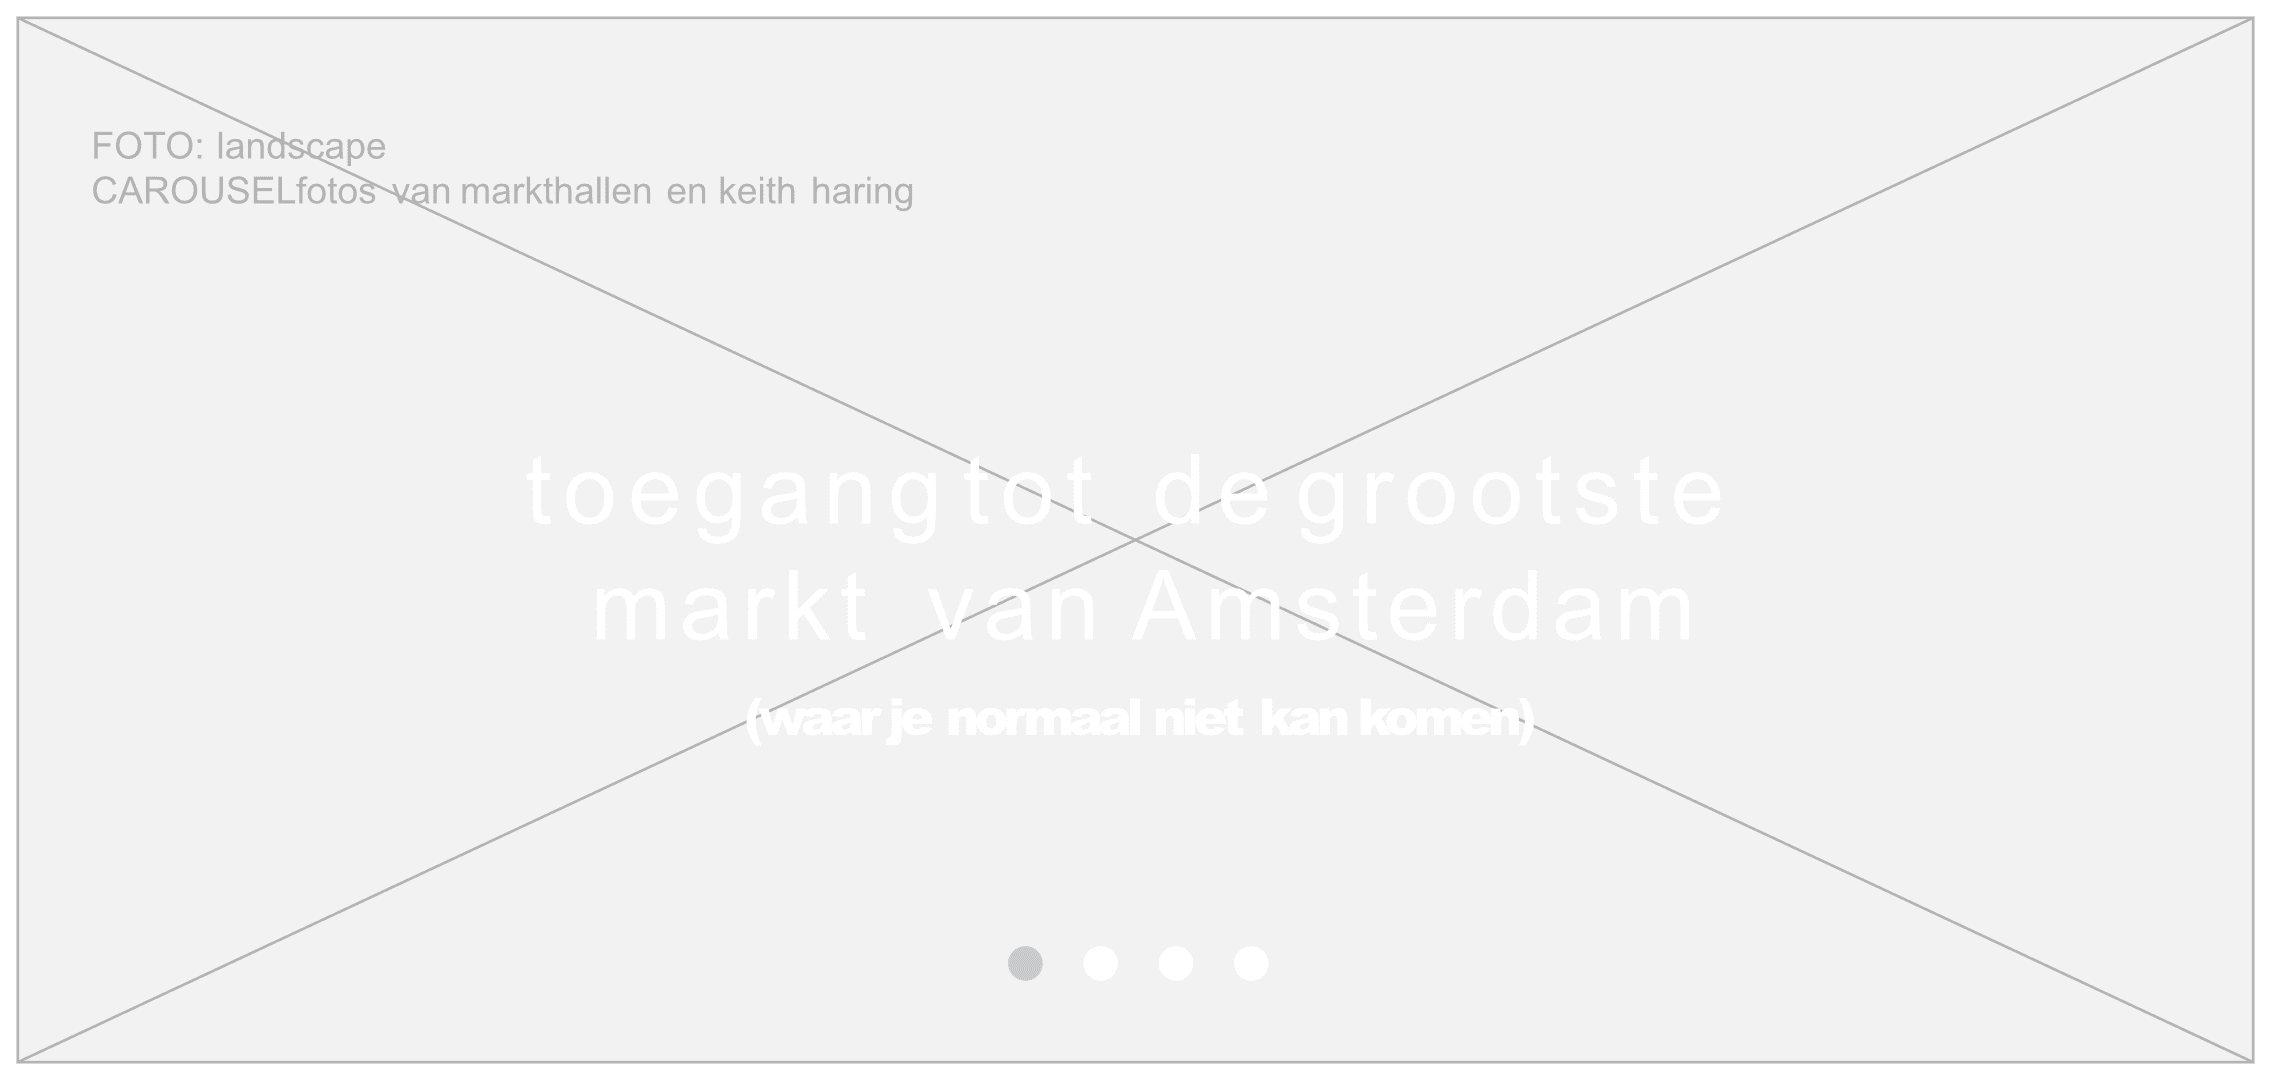 FOTO: landscape
CAROUSELfotos van markthallen en keith haring
toegang tot de grootste
markt van Amsterdam
(waar je normaal niet kan komen)